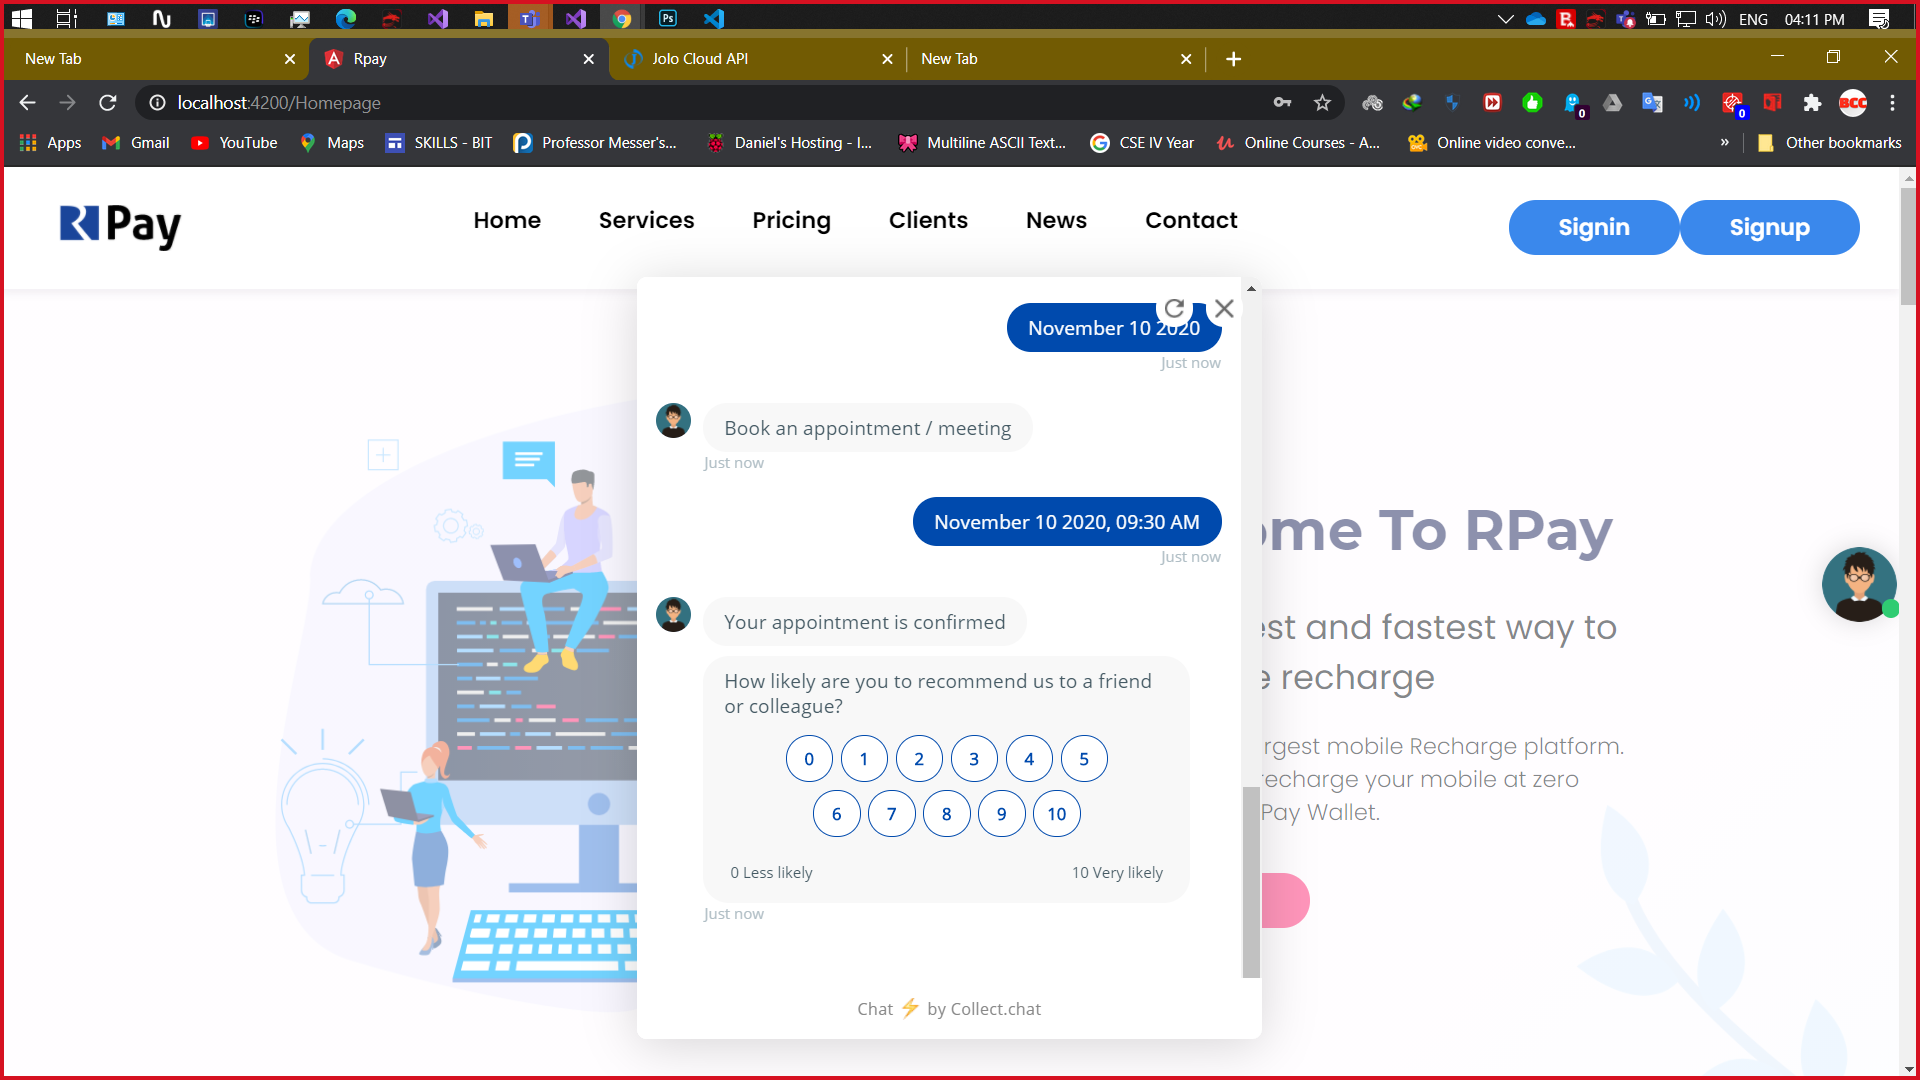 ENG 04:11 PM
New Tab
Rpay
Jolo Cloud API
New Tab
localhost:4200/Homepage
0
0
BCC
Apps
Gmail
YouTube
Maps
SKILLS - BIT
Professor Messer's...
Daniel's Hosting - I...
Multiline ASCII Text...
CSE IV Year
Online Courses - A...
Online video conve...
»
Other bookmarks
R Pay
Home
Services
Pricing
Clients
News
Contact
Signin
Signup
November 10 2020
Just now
Book an appointment / meeting
Just now
November 10 2020, 09:30 AM
Just now
Your appointment is confirmed
How likely are you to recommend us to a friend
or colleague?
0 1 2 3 4 5
6 7 8 9 10
0 Less likely
10 Very likely
Just now
Chat ⚡ by Collect.chat
ome To RPay
est and fastest way to
e recharge
rgest mobile Recharge platform.
recharge your mobile at zero
Pay Wallet.